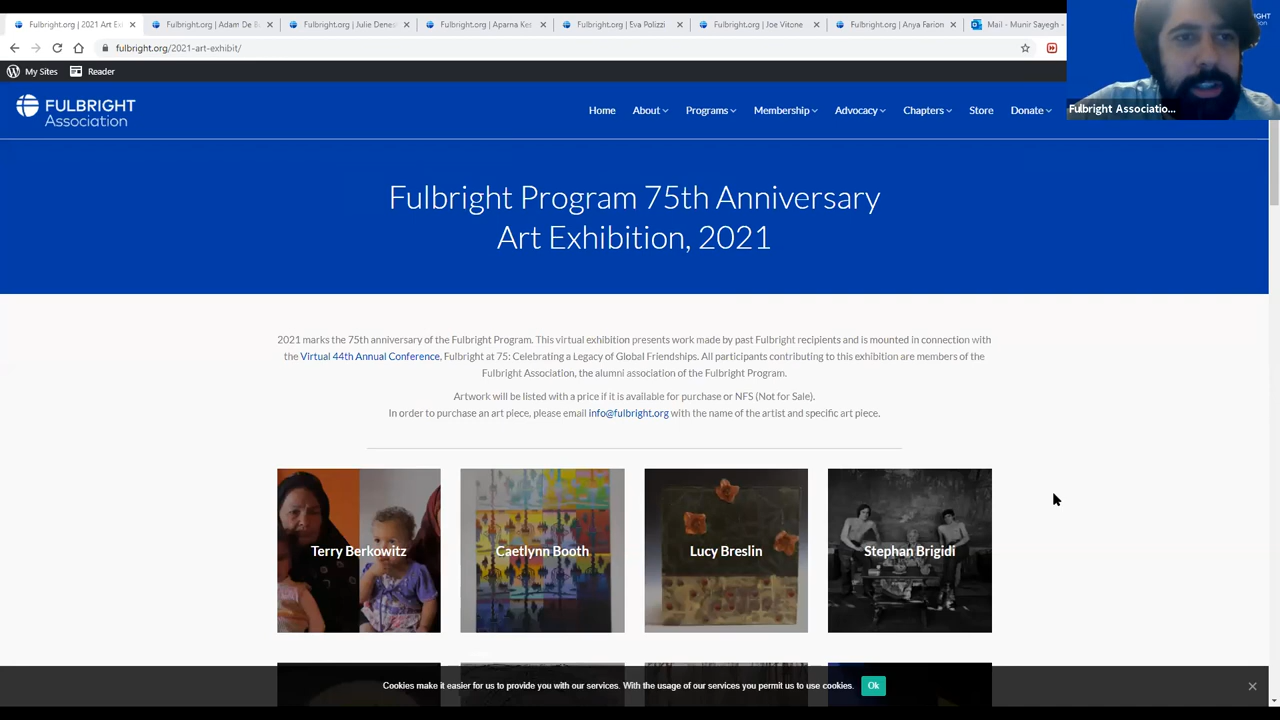 Fulbright.org | 2021 Art Ex
Fulbright.org | Adam De B
Fulbright.org | Julie Denes
Fulbright.org | Aparna Kes
Fulbright.org | Eva Polizzi
Fulbright.org | Joe Vitone
Fulbright.org | Anya Farion
Mail - Munir Sayegh -
fulbright.org/2021-art-exhibit/
My Sites
Reader
FULBRIGHT
Association
Home
About
Programs
Membership
Advocacy
Chapters
Store
Donate
Fulbright Associatio...
Fulbright Program 75th Anniversary
Art Exhibition, 2021
2021 marks the 75th anniversary of the Fulbright Program. This virtual exhibition presents work made by past Fulbright recipients and is mounted in connection with
the Virtual 44th Annual Conference, Fulbright at 75: Celebrating a Legacy of Global Friendships. All participants contributing to this exhibition are members of the
Fulbright Association, the alumni association of the Fulbright Program.
Artwork will be listed with a price if it is available for purchase or NFS (Not for Sale).
In order to purchase an art piece, please email info@fulbright.org with the name of the artist and specific art piece.
Terry Berkowitz
Caetlynn Booth
Lucy Breslin
Stephan Brigidi
Cookies make it easier for us to provide you with our services. With the usage of our services you permit us to use cookies.
Ok